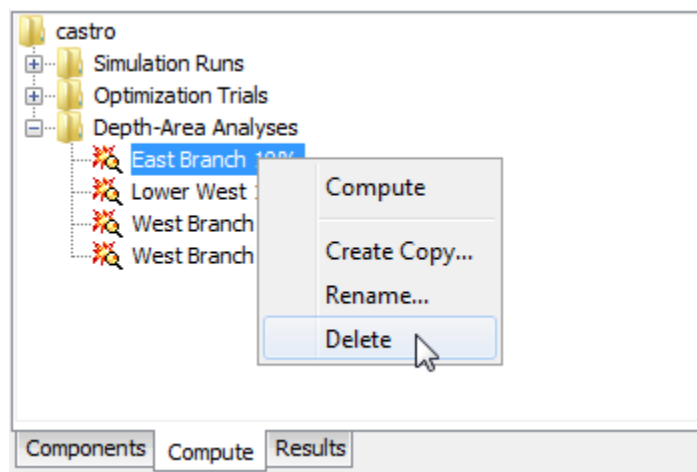 castro
Simulation Runs
Optimization Trials
Depth-Area Analyses
East Branch
Lower West
West Branch
West Branch
Compute
Create Copy...
Rename...
Delete
Components Compute Results